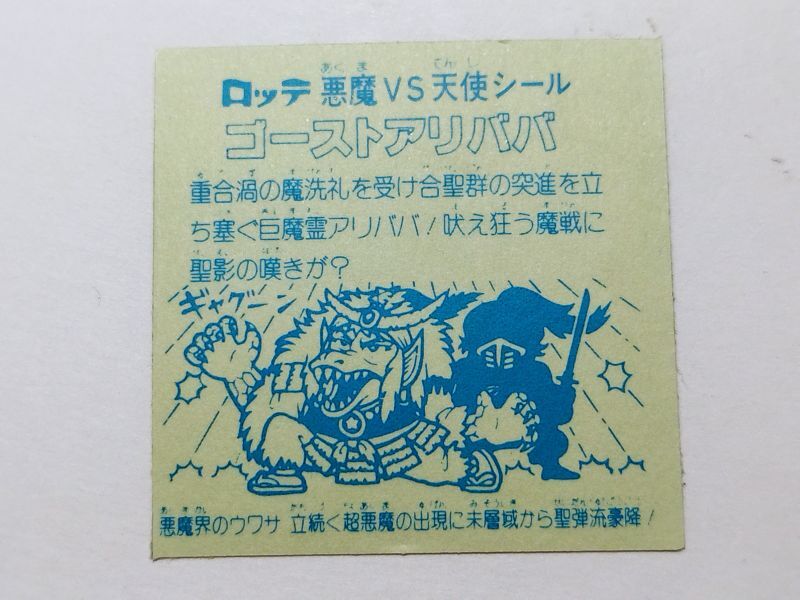 ロッテ 悪魔VS天使シール
ゴーストアリババ
重合渦の魔洗礼を受け合聖群の突進を立
ち塞ぐ巨魔霊アリババ!吠え狂う魔戦に
聖影の嘆きが?
ギャグーン
悪魔界のウワサ 立続く超悪魔の出現に未層域から聖弾流豪降!